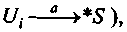 U_i —a→ *S ),